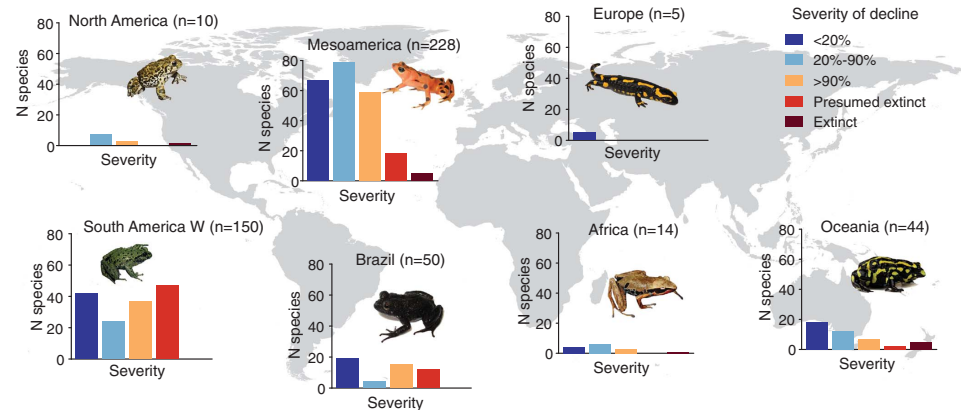 North America (n=10)
80
60
40
20
0
N species
Severity
Mesoamerica (n=228)
80
60
40
20
0
N species
Severity
Europe (n=5)
80
60
40
20
0
N species
Severity
Severity of decline
<20%
20%-90%
>90%
Presumed extinct
Extinct
South America W (n=150)
80
60
40
20
0
N species
Severity
Brazil (n=50)
80
60
40
20
0
N species
Severity
Africa (n=14)
80
60
40
20
0
N species
Severity
Oceania (n=44)
80
60
40
20
0
N species
Severity